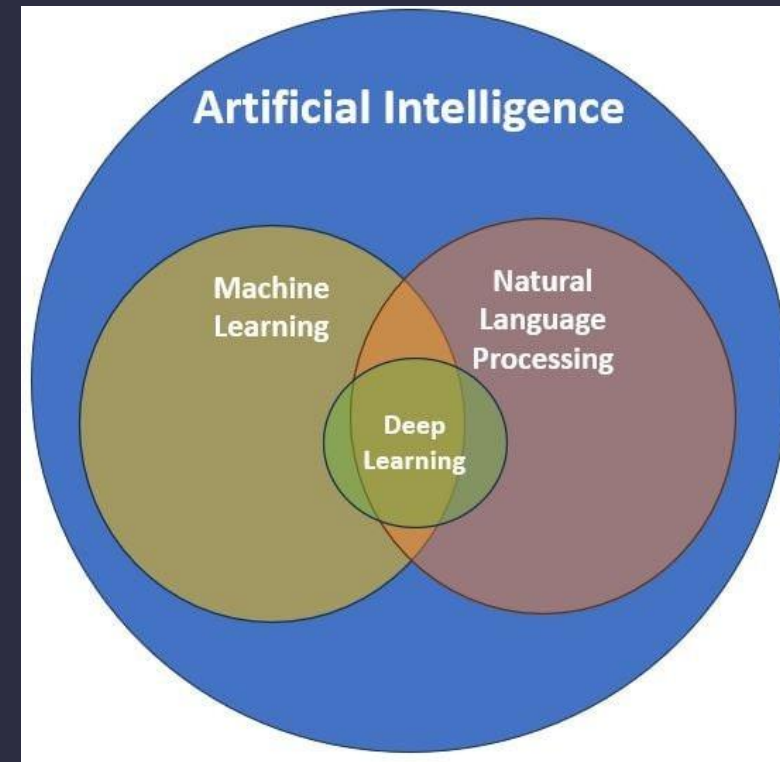 Artificial Intelligence
Machine
Learning
Natural
Language
Processing
Deep
Learning